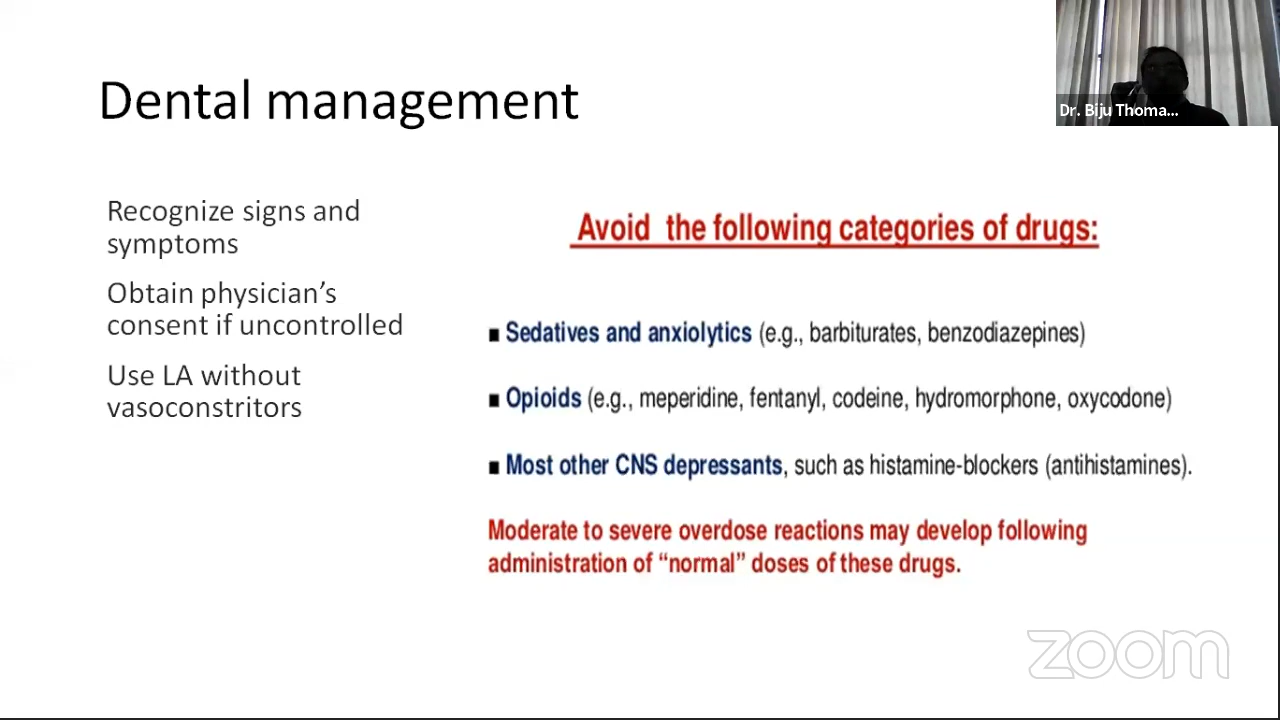 Dental management
Dr. Biju Thoma...
Recognize signs and
symptoms
Obtain physician's
consent if uncontrolled
Use LA without
vasoconstritors
Avoid the following categories of drugs:
■ Sedatives and anxiolytics (e.g., barbiturates, benzodiazepines)
■ Opioids (e.g., meperidine, fentanyl, codeine, hydromorphone, oxycodone)
■ Most other CNS depressants, such as histamine-blockers (antihistamines).
Moderate to severe overdose reactions may develop following
administration of “normal” doses of these drugs.
zoom